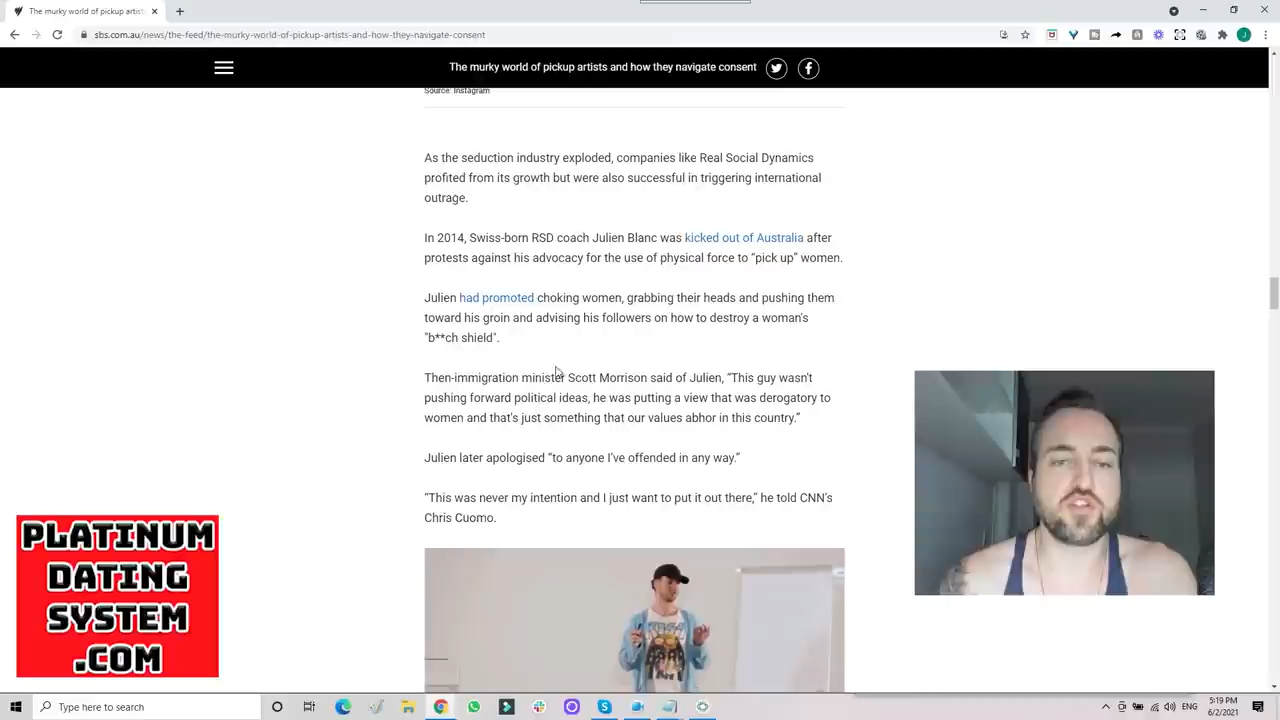 The murky world of pickup artis
sbs.com.au/news/the-feed/the-murky-world-of-pickup-artists-and-how-they-navigate-consent
The murky world of pickup artists and how they navigate consent
Source: Instagram
As the seduction industry exploded, companies like Real Social Dynamics
profited from its growth but were also successful in triggering international
outrage.
In 2014, Swiss-born RSD coach Julien Blanc was kicked out of Australia after
protests against his advocacy for the use of physical force to “pick up” women.
Julien had promoted choking women, grabbing their heads and pushing them
toward his groin and advising his followers on how to destroy a woman's
"b**ch shield".
Then-immigration minister Scott Morrison said of Julien, “This guy wasn't
pushing forward political ideas, he was putting a view that was derogatory to
women and that's just something that our values abhor in this country.”
Julien later apologised “to anyone I’ve offended in any way.”
“This was never my intention and I just want to put it out there,” he told CNN’s
Chris Cuomo.
PLATINUM
DATING
SYSTEM
.COM
Type here to search
ENG
5:19 PM
6/2/2021